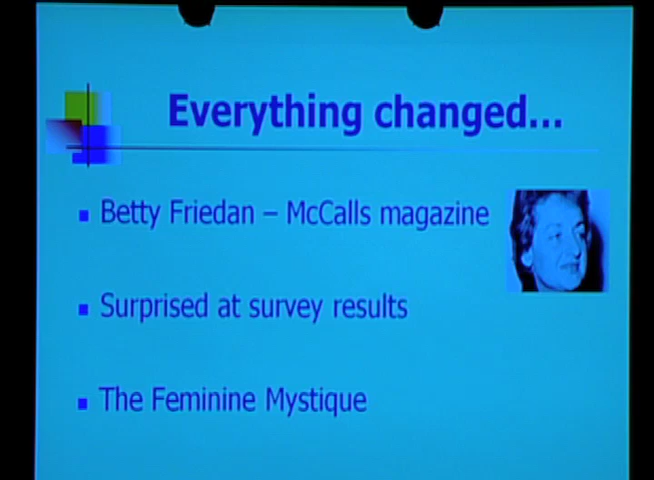 Everything changed...
Betty Friedan – McCalls magazine
Surprised at survey results
The Feminine Mystique